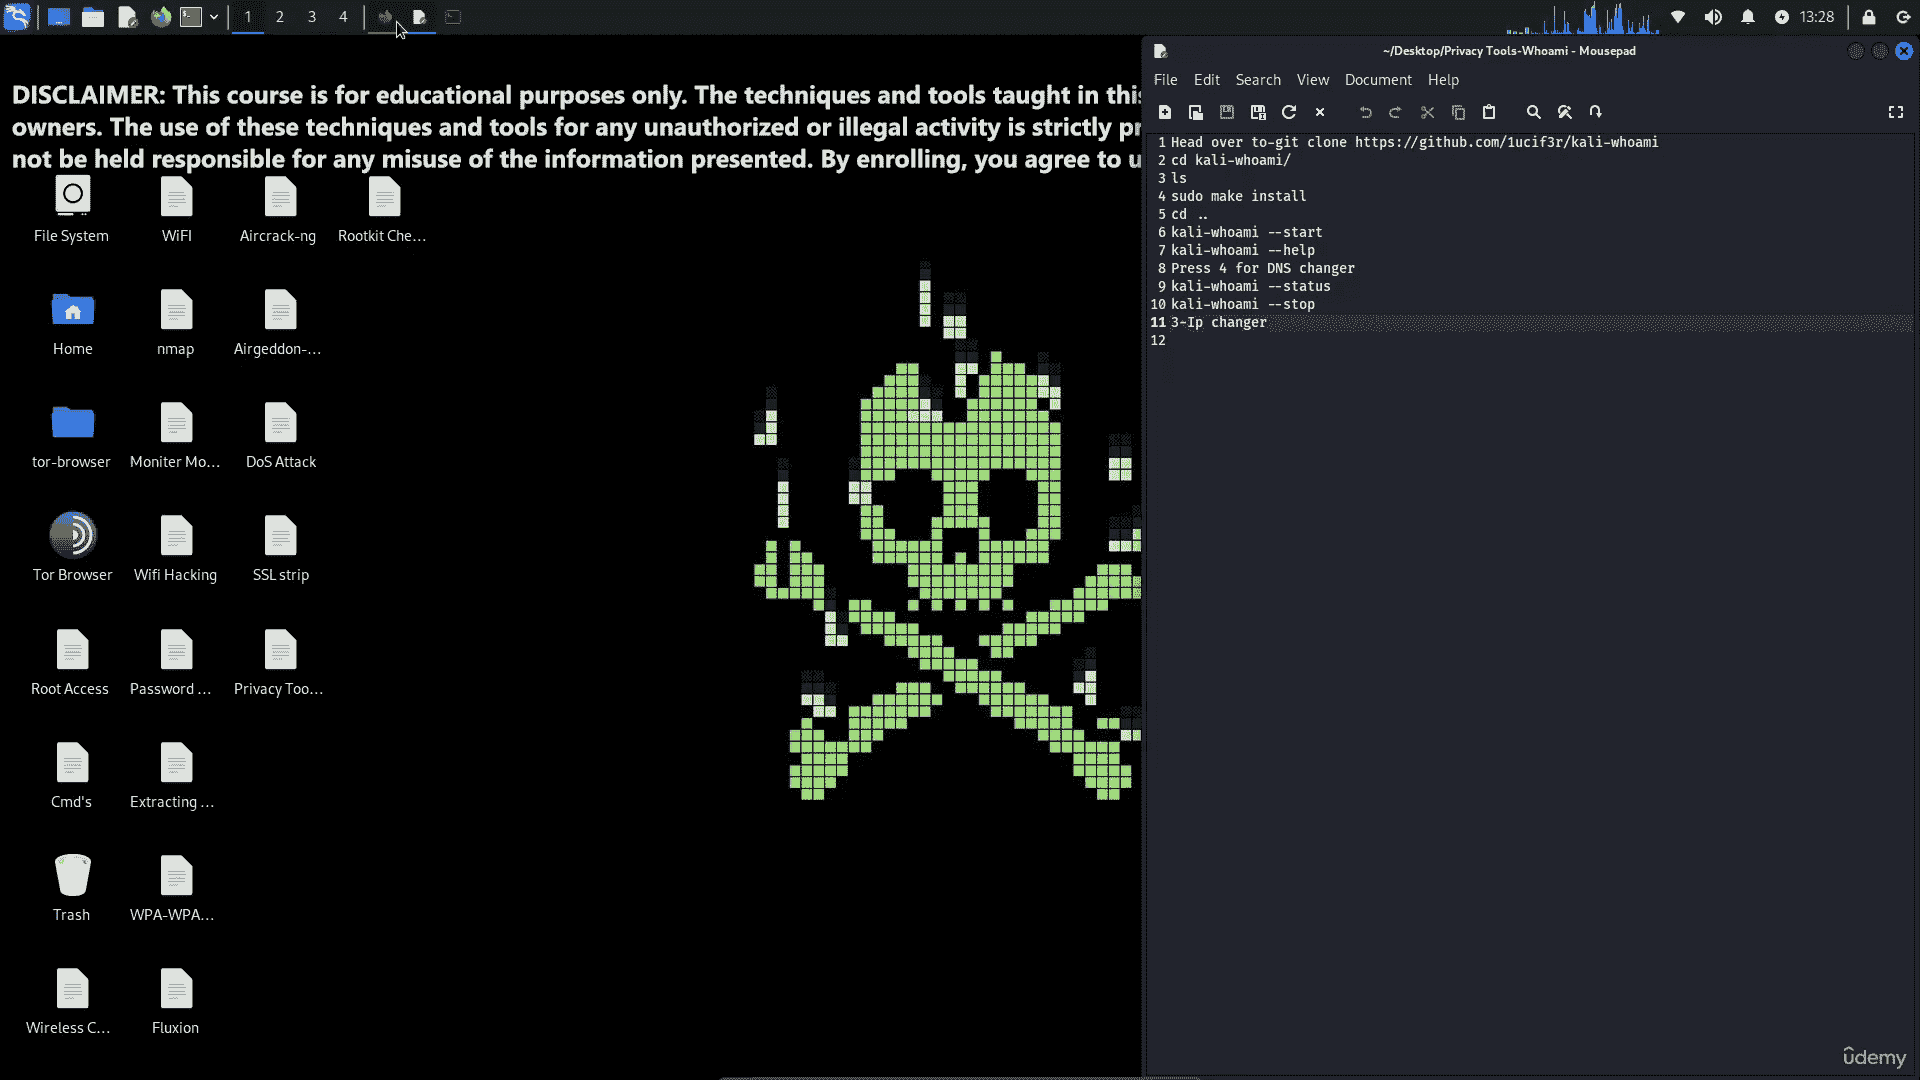 1 2 3 4
13:28
~/Desktop/Privacy Tools-Whoami - Mousepad
File Edit Search View Document Help
DISCLAIMER: This course is for educational purposes only. The techniques and tools taught in this
owners. The use of these techniques and tools for any unauthorized or illegal activity is strictly pr
not be held responsible for any misuse of the information presented. By enrolling, you agree to u
1 Head over to-git clone https://github.com/1ucif3r/kali-whoami
2 cd kali-whoami/
3 ls
4 sudo make install
5 cd ..
6 kali-whoami --start
7 kali-whoami --help
8 Press 4 for DNS changer
9 kali-whoami --status
10 kali-whoami --stop
11 3~Ip changer
12
File System WiFI Aircrack-ng Rootkit Che...
Home nmap Airgeddon-...
tor-browser Moniter Mo... DoS Attack
Tor Browser Wifi Hacking SSL strip
Root Access Password ... Privacy Too...
Cmd's Extracting ...
Trash WPA-WPA...
Wireless C... Fluxion
ûdemy